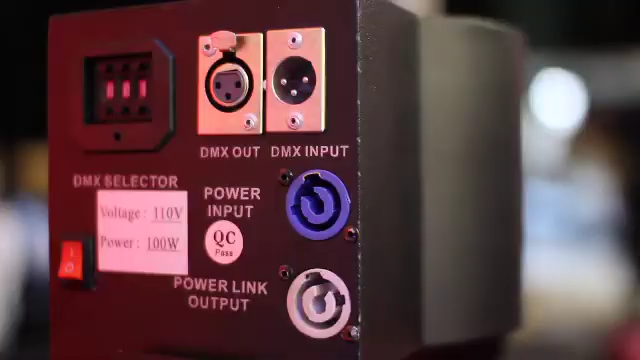 DMX OUT
DMX INPUT
DMX SELECTOR
Voltage : 110V
Power : 100W
POWER
INPUT
QC
Pass
POWER LINK
OUTPUT